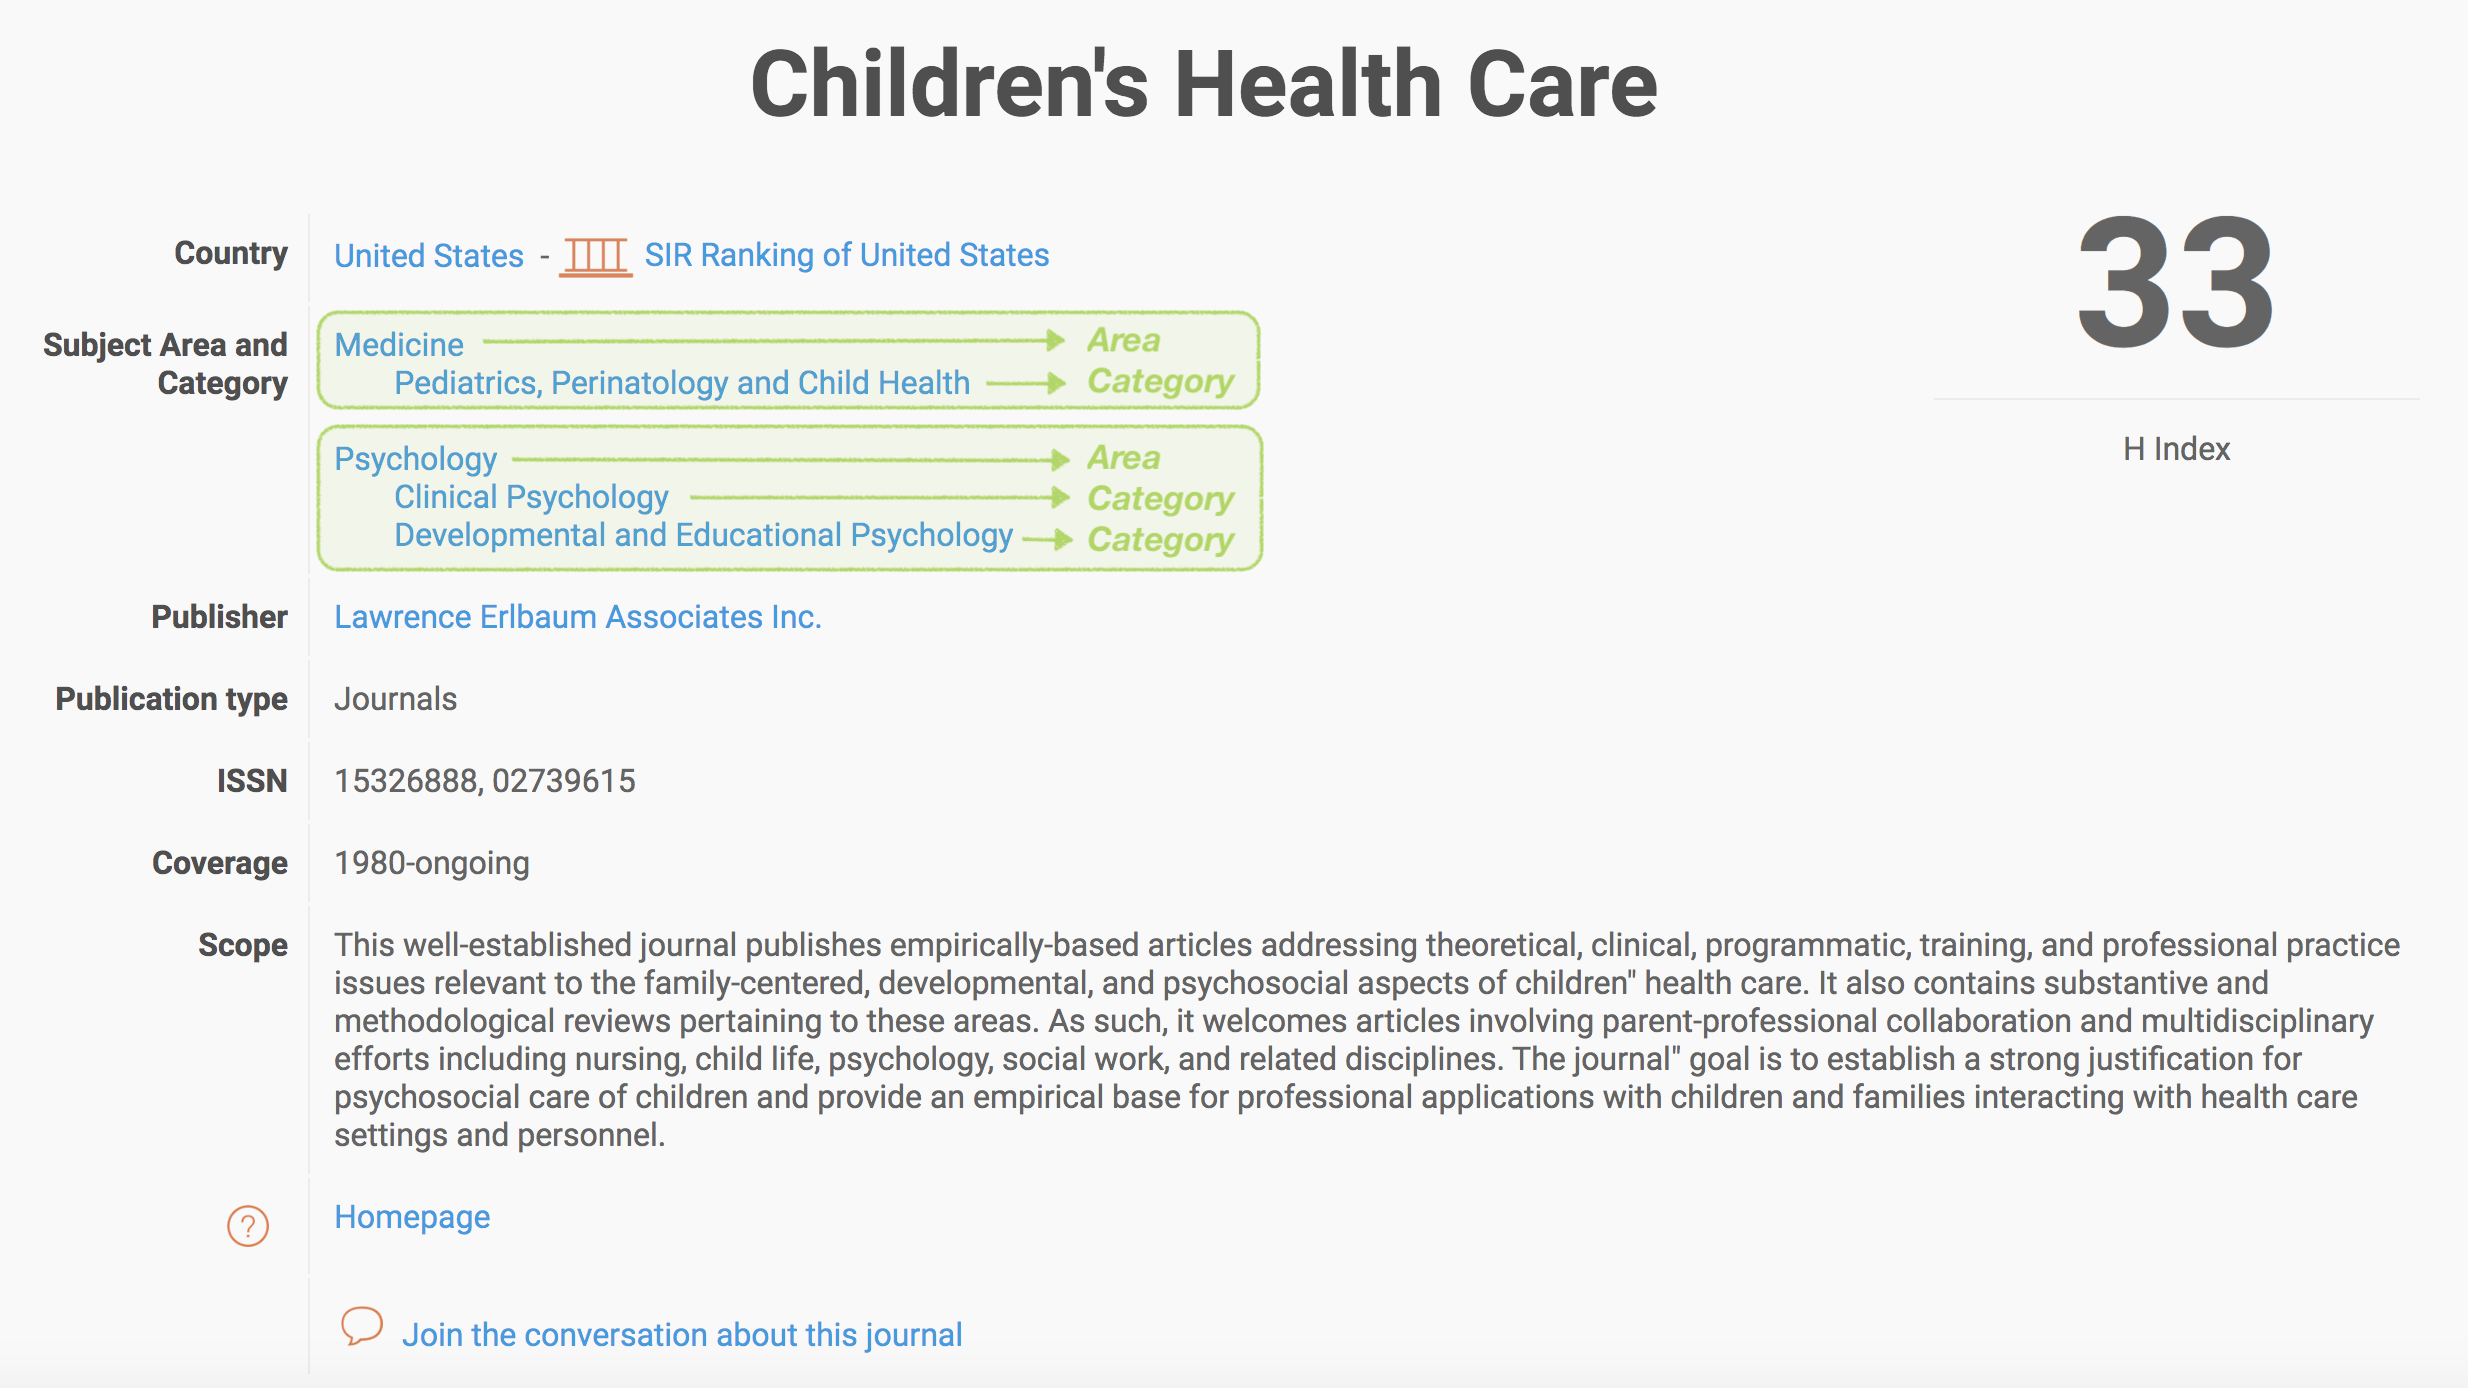 Children's Health Care
Country
United States - SIR Ranking of United States
33
H Index
Subject Area and
Category
Medicine Area
Pediatrics, Perinatology and Child Health Category
Psychology Area
Clinical Psychology Category
Developmental and Educational Psychology Category
Publisher
Lawrence Erlbaum Associates Inc.
Publication type
Journals
ISSN
15326888, 02739615
Coverage
1980-ongoing
Scope
This well-established journal publishes empirically-based articles addressing theoretical, clinical, programmatic, training, and professional practice
issues relevant to the family-centered, developmental, and psychosocial aspects of children" health care. It also contains substantive and
methodological reviews pertaining to these areas. As such, it welcomes articles involving parent-professional collaboration and multidisciplinary
efforts including nursing, child life, psychology, social work, and related disciplines. The journal" goal is to establish a strong justification for
psychosocial care of children and provide an empirical base for professional applications with children and families interacting with health care
settings and personnel.
?
Homepage
Join the conversation about this journal